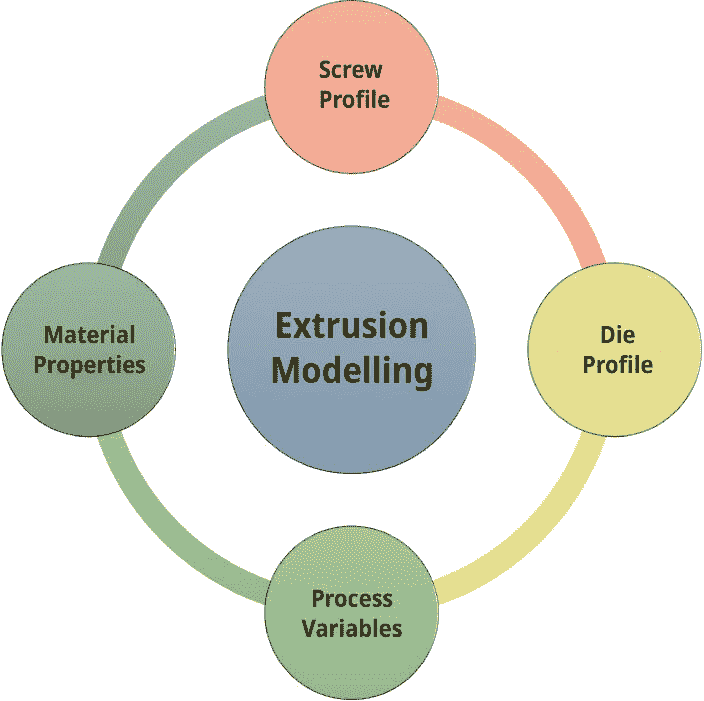 Screw
Profile
Extrusion
Modelling
Material
Properties
Die
Profile
Process
Variables